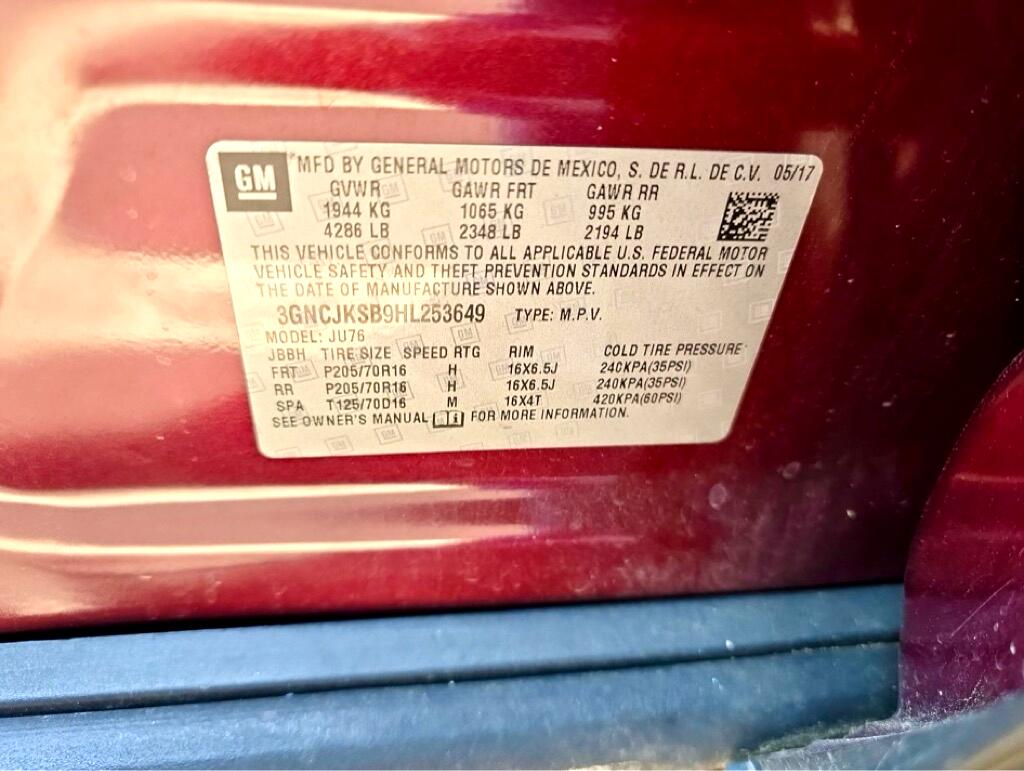 GM MFD BY GENERAL MOTORS DE MEXICO, S. DE R.L. DE C.V. 05/17
GVWR GAWR FRT GAWR RR
1944 KG 1065 KG 995 KG
4286 LB 2348 LB 2194 LB
THIS VEHICLE CONFORMS TO ALL APPLICABLE U.S. FEDERAL MOTOR
VEHICLE SAFETY AND THEFT PREVENTION STANDARDS IN EFFECT ON
THE DATE OF MANUFACTURE SHOWN ABOVE.
3GNCJKSB9HL253649 TYPE: M.P.V.
MODEL: JU76
JBBH TIRE SIZE SPEED RTG RIM COLD TIRE PRESSURE
FRT P205/70R16 H 16X6.5J 240KPA(35PSI)
RR P205/70R16 H 16X6.5J 240KPA(35PSI)
SPA T125/70D16 M 16X4T 420KPA(60PSI)
SEE OWNER'S MANUAL FOR MORE INFORMATION.